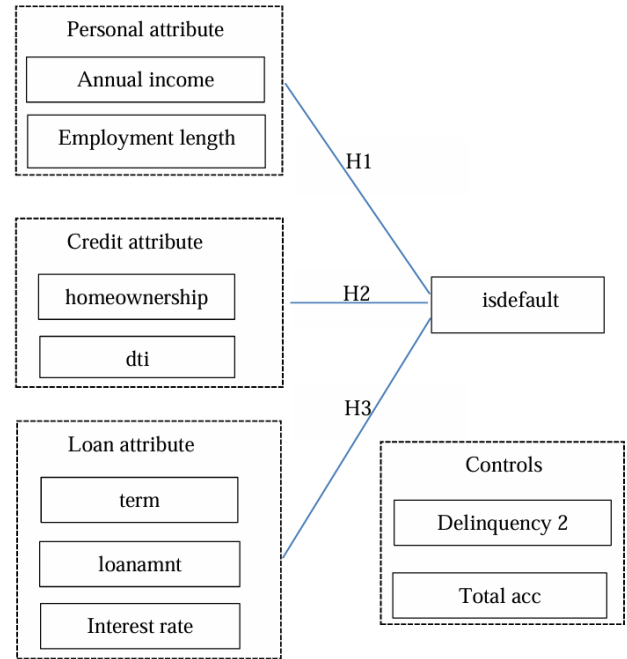 Personal attribute
Annual income
Employment length
H1
Credit attribute
homeownership
dti
H2
isdefault
H3
Loan attribute
term
loanamnt
Interest rate
Controls
Delinquency 2
Total acc